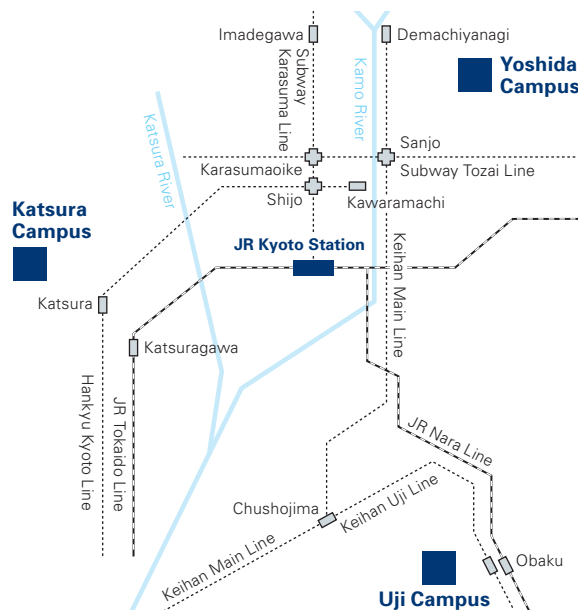 Imadegawa
Demachiyanagi
Subway
Karasuma Line
Kamo River
Yoshida
Campus
Katsura River
Sanjo
Karasumaoike
Subway Tozai Line
Shijo
Kawaramachi
Katsura
Campus
JR Kyoto Station
Keihan Main Line
Katsura
Katsuragawa
Hankyu Kyoto Line
JR Tokaido Line
JR Nara Line
Chushojima
Keihan Uji Line
Keihan Main Line
Obaku
Uji Campus